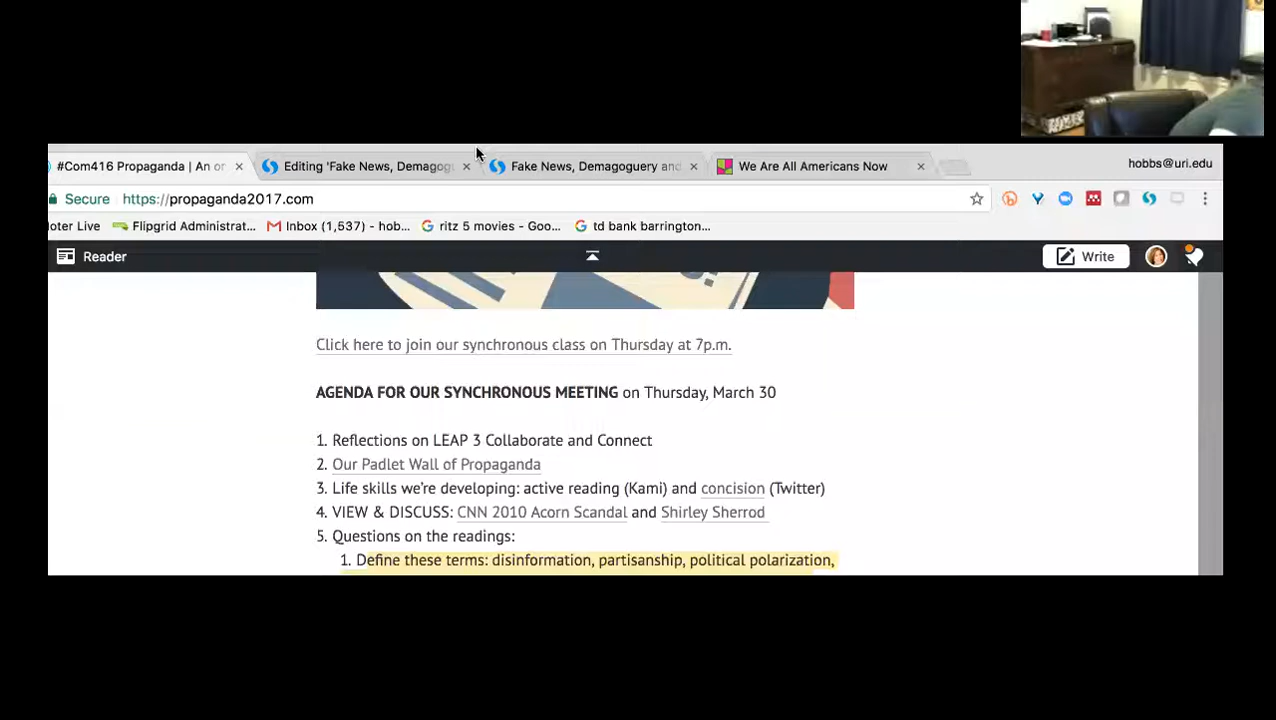 #Com416 Propaganda | An or
Editing 'Fake News, Demagogu
Fake News, Demagoguery and
We Are All Americans Now
hobbs@uri.edu
Secure https://propaganda2017.com
loter Live Flipgrid Administrat... Inbox (1,537) - hob... ritz 5 movies - Goo... td bank barrington...
Reader
Write
Click here to join our synchronous class on Thursday at 7p.m.
AGENDA FOR OUR SYNCHRONOUS MEETING on Thursday, March 30
1. Reflections on LEAP 3 Collaborate and Connect
2. Our Padlet Wall of Propaganda
3. Life skills we're developing: active reading (Kami) and concision (Twitter)
4. VIEW & DISCUSS: CNN 2010 Acorn Scandal and Shirley Sherrod
5. Questions on the readings:
1. Define these terms: disinformation, partisanship, political polarization,